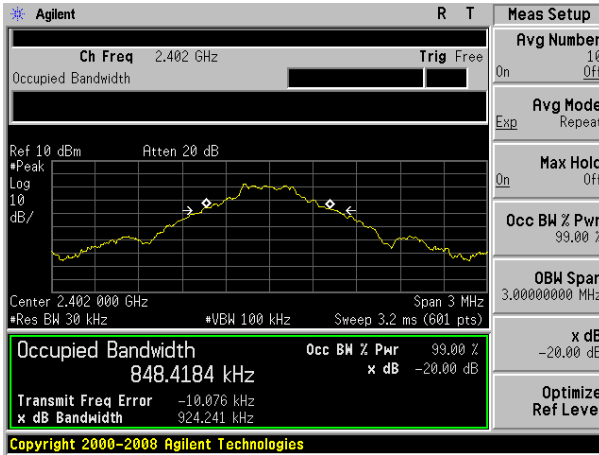 Agilent R T Meas Setup
Avg Number
10
On Off
Ch Freq 2.402 GHz Trig Free
Occupied Bandwidth
Avg Mode
Exp Repeat
Ref 10 dBm Atten 20 dB
#Peak
Log
10
dB/
Max Hold
On Off
Occ BW % Pwr
99.00 %
OBW Span
3.00000000 MHz
Center 2.402 000 GHz Span 3 MHz
#Res BW 30 kHz #VBW 100 kHz Sweep 3.2 ms (601 pts)
x dB
-20.00 dB
Occupied Bandwidth Occ BW % Pwr 99.00 %
848.4184 kHz x dB -20.00 dB
Transmit Freq Error -10.076 kHz
x dB Bandwidth 924.241 kHz
Optimize
Ref Level
Copyright 2000-2008 Agilent Technologies